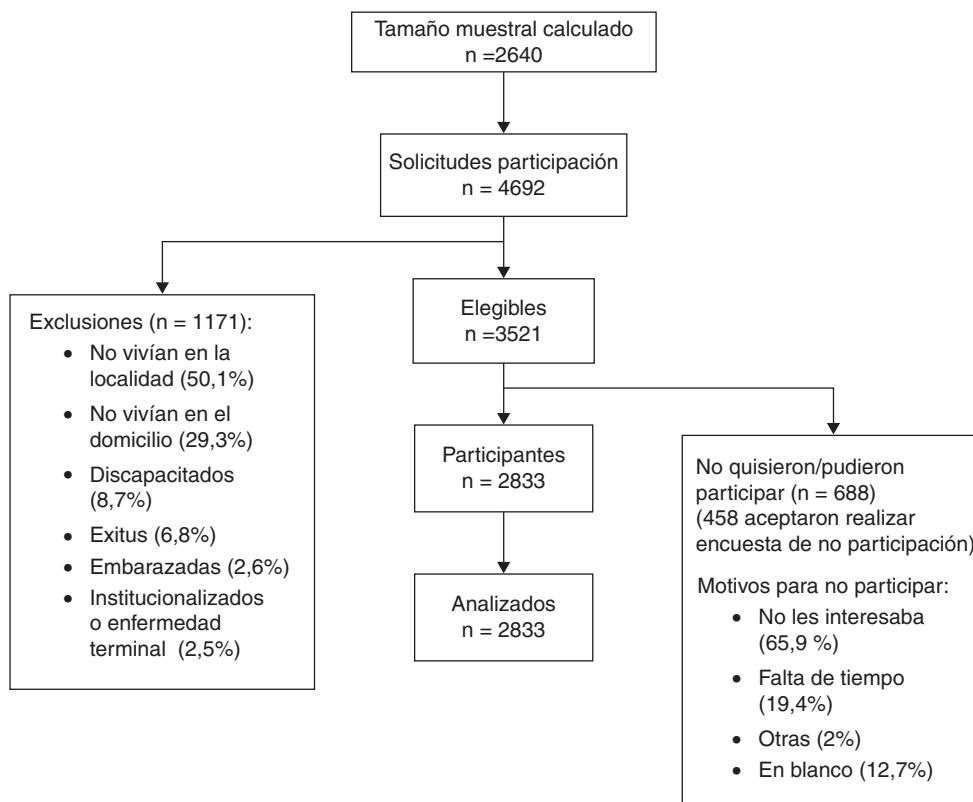 Tamaño muestral calculado
n =2640
Solicitudes participación
n = 4692
Exclusiones (n = 1171):
• No vivían en la
localidad (50,1%)
• No vivían en el
domicilio (29,3%)
• Discapacitados
(8,7%)
• Exitus (6,8%)
• Embarazadas (2,6%)
• Institucionalizados
o enfermedad
terminal (2,5%)
Elegibles
n =3521
Participantes
n = 2833
Analizados
n = 2833
No quisieron/pudieron
participar (n = 688)
(458 aceptaron realizar
encuesta de no participación)
Motivos para no participar:
• No les interesaba
(65,9 %)
• Falta de tiempo
(19,4%)
• Otras (2%)
• En blanco (12,7%)